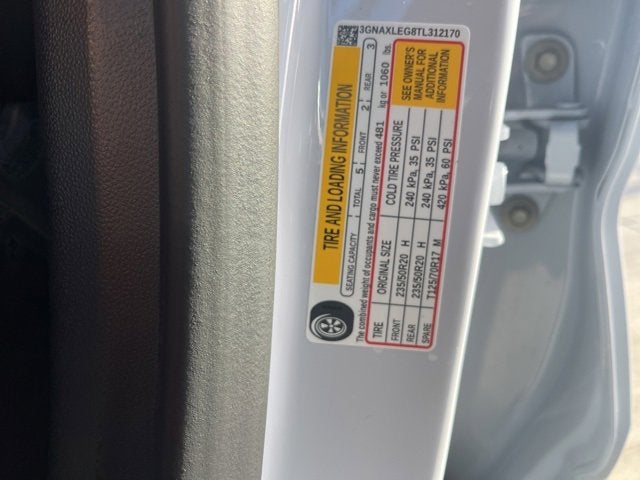 3GNAXLEG8TL312170
TIRE AND LOADING INFORMATION
SEATING CAPACITY TOTAL 5 FRONT 2 REAR 3
The combined weight of occupants and cargo must never exceed 481 kg or 1060 lbs.
TIRE ORIGINAL SIZE COLD TIRE PRESSURE
FRONT 235/50R20 H 240 kPa, 35 PSI
REAR 235/50R20 H 240 kPa, 35 PSI
SPARE T125/70R17 M 420 kPa, 60 PSI
SEE OWNER'S
MANUAL FOR
ADDITIONAL
INFORMATION